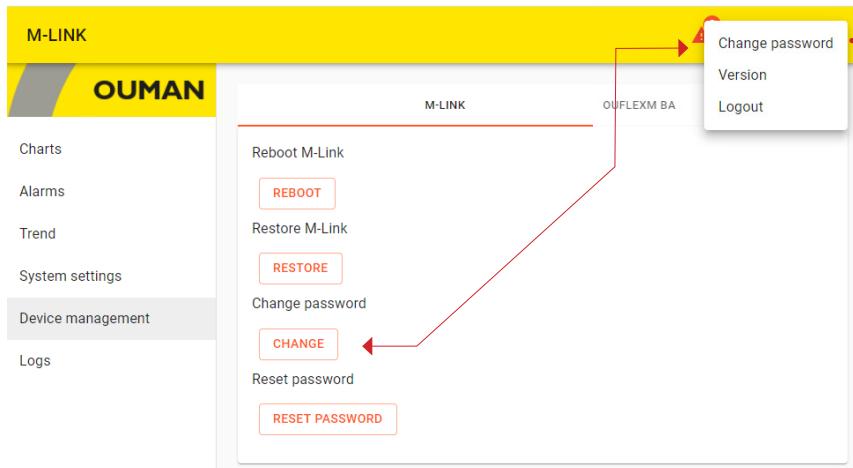 M-LINK
Change password
Version
Logout
OUMAN
Charts
Alarms
Trend
System settings
Device management
Logs
M-LINK
OUFLEXM BA
Reboot M-Link
REBOOT
Restore M-Link
RESTORE
Change password
CHANGE
Reset password
RESET PASSWORD